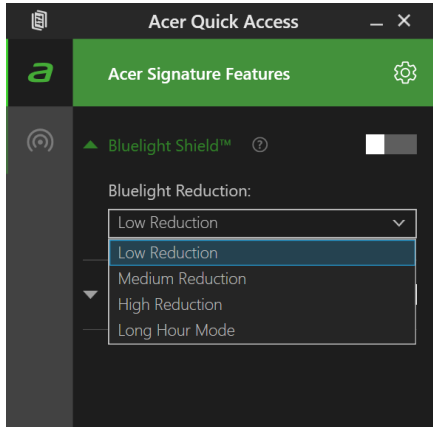 Acer Quick Access
a
Acer Signature Features
Bluelight Shield™ ?
Bluelight Reduction:
Low Reduction
Low Reduction
Medium Reduction
High Reduction
Long Hour Mode